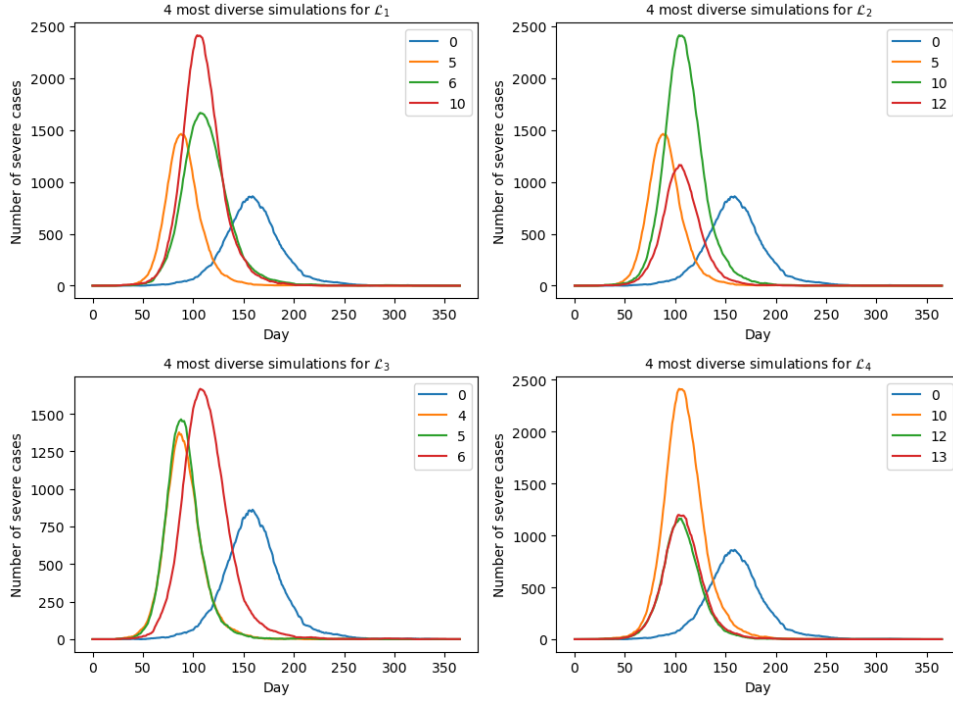 4 most diverse simulations for ℒ₁
Number of severe cases
2500
2000
1500
1000
500
0
0
5
6
10
0 50 100 150 200 250 300 350
Day
4 most diverse simulations for ℒ₂
Number of severe cases
2500
2000
1500
1000
500
0
0
5
10
12
0 50 100 150 200 250 300 350
Day
4 most diverse simulations for ℒ₃
Number of severe cases
1500
1250
1000
750
500
250
0
0
4
5
6
0 50 100 150 200 250 300 350
Day
4 most diverse simulations for ℒ₄
Number of severe cases
2500
2000
1500
1000
500
0
0
10
12
13
0 50 100 150 200 250 300 350
Day